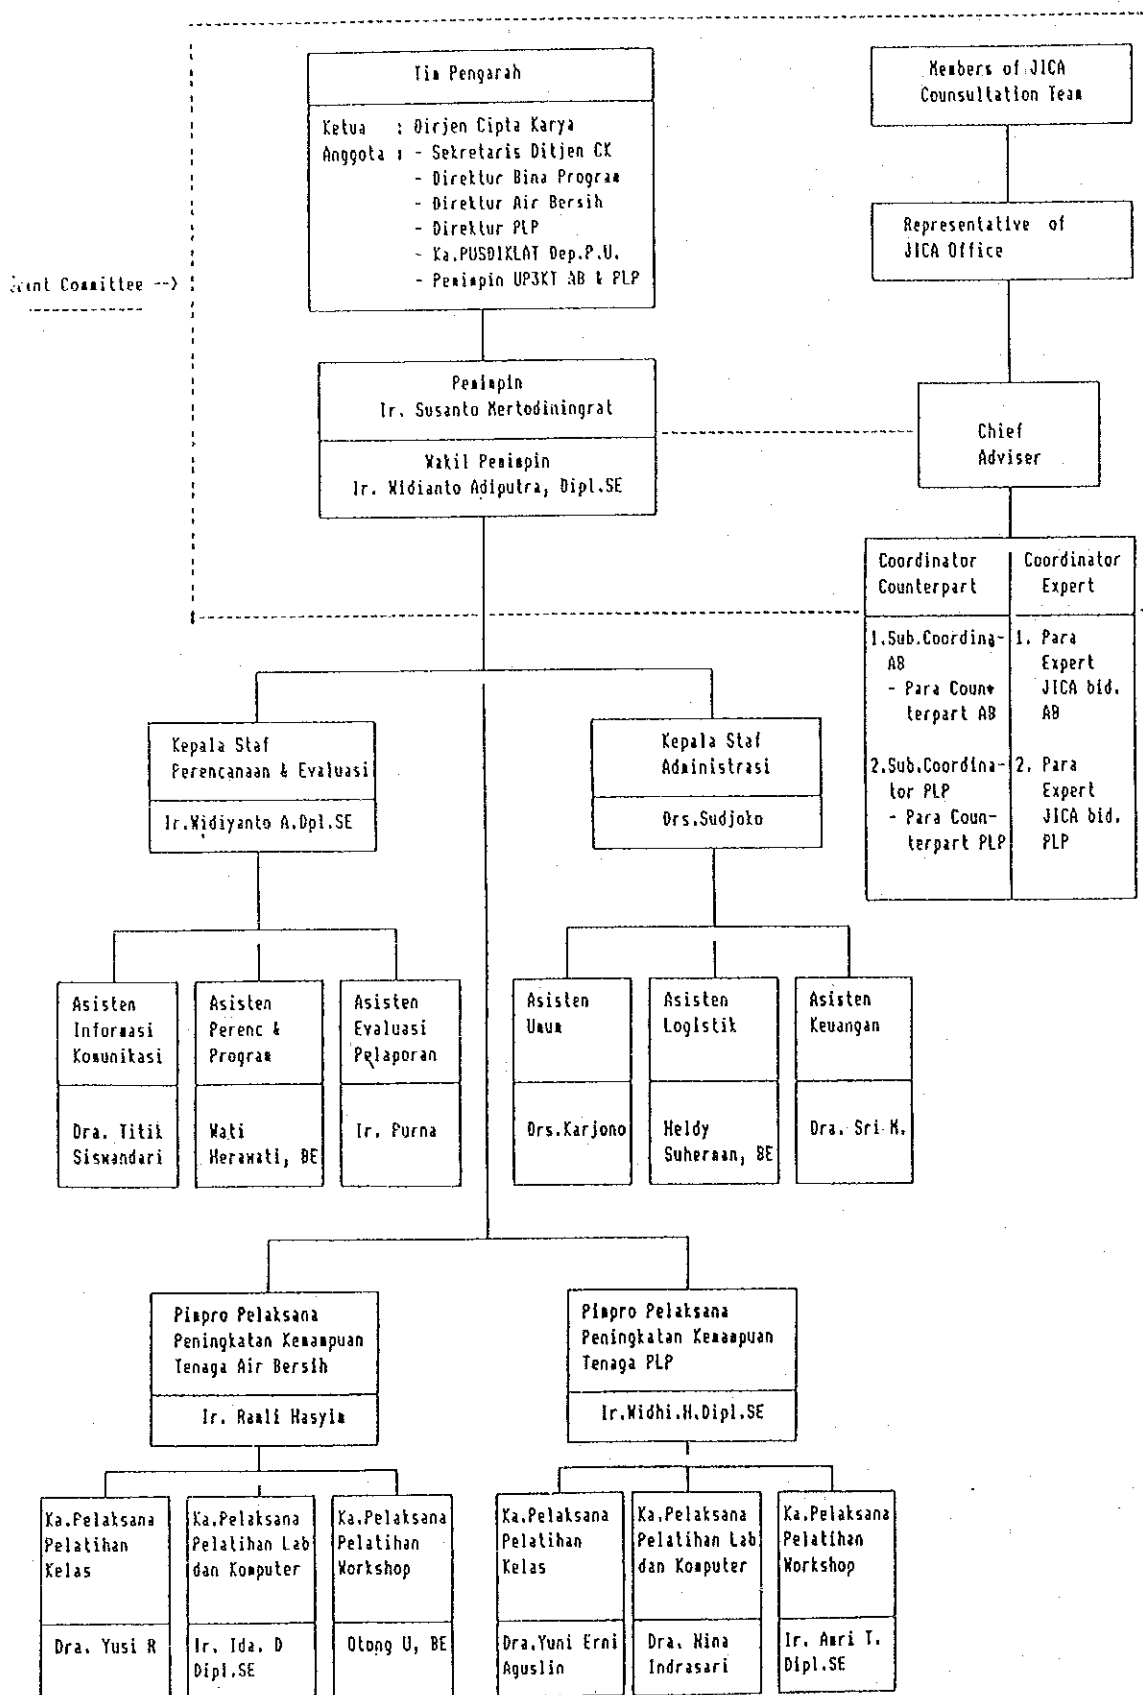 Tim Pengarah
Ketua : Dirjen Cipta Karya
Anggota : - Sekretaris Ditjen CK
- Direktur Bina Program
- Direktur Air Bersih
- Direktur PLP
- Ka.PUSDIKLAT Dep.P.U.
- Pemimpin UP3KT AB & PLP
Members of JICA
Counsultation Team
Representative of
JICA Office
Joint Committee -->
Pemimpin
Ir. Susanto Mertodiningrat
Wakil Pemimpin
Ir. Widianto Adiputra, Dipl.SE
Chief
Adviser
Coordinator
Counterpart
Coordinator
Expert
1.Sub.Coordina-
AB
- Para Coun
terpart AB
2.Sub.Coordina-
tor PLP
- Para Coun-
terpart PLP
1. Para
Expert
JICA bid.
AB
2. Para
Expert
JICA bid.
PLP
Kepala Staf
Perencanaan & Evaluasi
Ir.Widiyanto A.Dpl.SE
Kepala Staf
Administrasi
Drs.Sudjoko
Asisten
Informasi
Komunikasi
Dra. Titik
Siswandari
Asisten
Perenc &
Program
Wati
Herawati, BE
Asisten
Evaluasi
Pelaporan
Ir. Purna
Asisten
Umum
Drs.Karjono
Asisten
Logistik
Heldy
Suherman, BE
Asisten
Keuangan
Dra. Sri M.
Pimpro Pelaksana
Peningkatan Kemampuan
Tenaga Air Bersih
Ir. Ramli Hasyim
Pimpro Pelaksana
Peningkatan Kemampuan
Tenaga PLP
Ir.Widhi.H.Dipl.SE
Ka.Pelaksana
Pelatihan
Kelas
Dra. Yusi R
Ka.Pelaksana
Pelatihan Lab
dan Komputer
Ir. Ida. D
Dipl.SE
Ka.Pelaksana
Pelatihan
Workshop
Otong U, BE
Ka.Pelaksana
Pelatihan
Kelas
Dra.Yuni Erni
Aguslin
Ka.Pelaksana
Pelatihan Lab
dan Komputer
Dra. Nina
Indrasari
Ka.Pelaksana
Pelatihan
Workshop
Ir. Amri T.
Dipl.SE